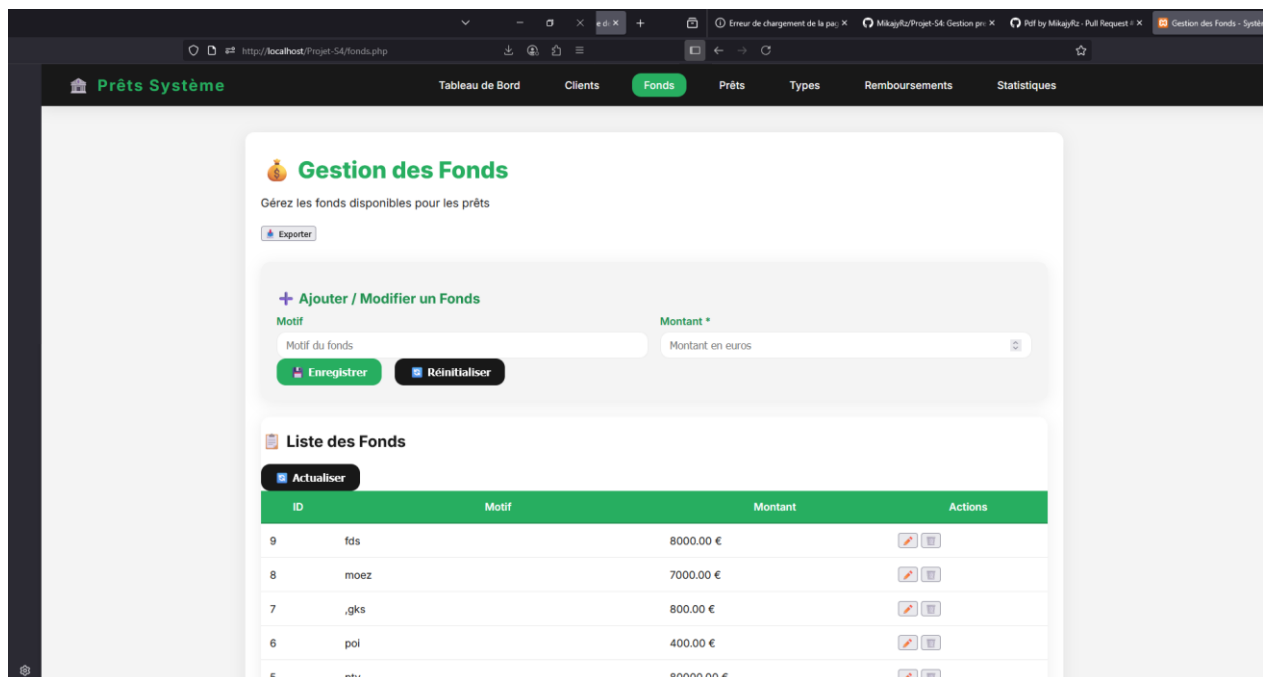 e d
Erreur de chargement de la pag
MikajyRz/Projet-S4: Gestion pr
Pdf by MikajyRz - Pull Request
Gestion des Fonds - Systèm
http://localhost/Projet-S4/fonds.php
Prêts Système
Tableau de Bord
Clients
Fonds
Prêts
Types
Remboursements
Statistiques
Gestion des Fonds
Gérez les fonds disponibles pour les prêts
Exporter
Ajouter / Modifier un Fonds
Motif Montant *
Motif du fonds Montant en euros
Enregistrer Réinitialiser
Liste des Fonds
Actualiser
ID Motif Montant Actions
9 fds 8000.00 €
8 moez 7000.00 €
7 ,gks 800.00 €
6 poi 400.00 €